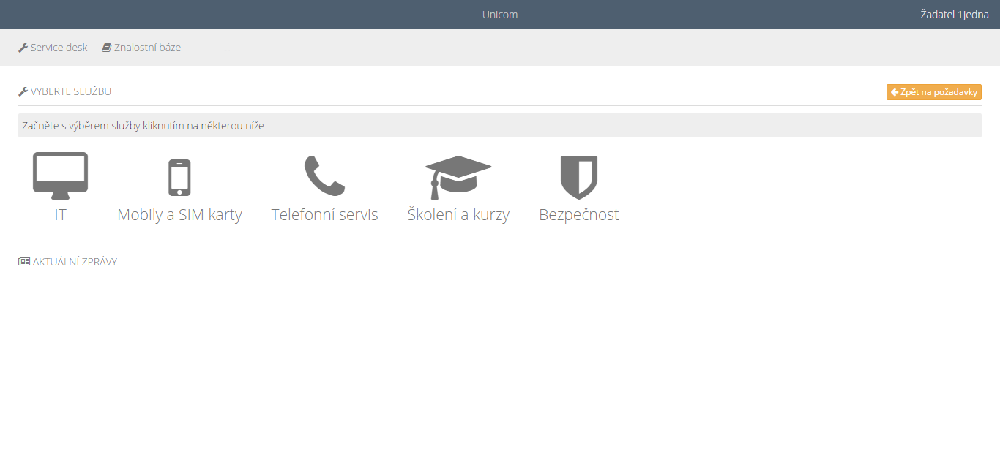 Unicom
Žadatel 1Jedna
Service desk
Znalostní báze
VYBERTE SLUŽBU
Zpět na požadavky
Začněte s výběrem služby kliknutím na některou níže
IT
Mobily a SIM karty
Telefonní servis
Školení a kurzy
Bezpečnost
AKTUÁLNÍ ZPRÁVY